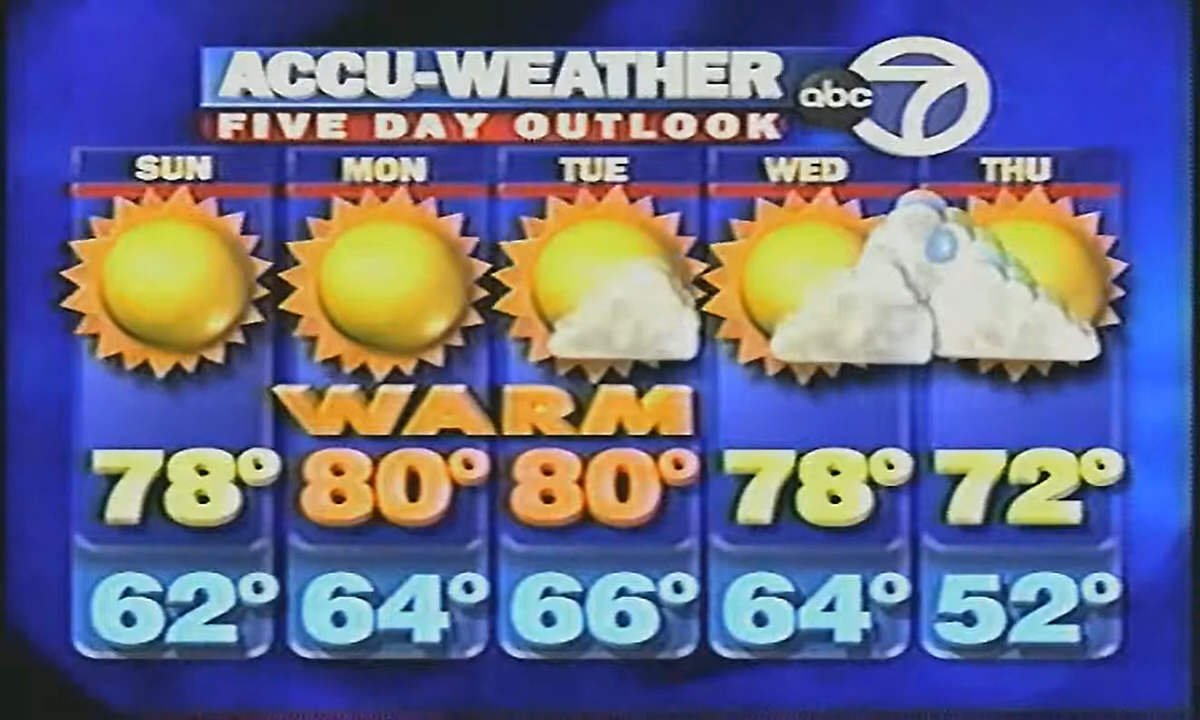 ACCU-WEATHER
abc 7
FIVE DAY OUTLOOK
SUN MON TUE WED THU
WARM
78° 80° 80° 78° 72°
62° 64° 66° 64° 52°